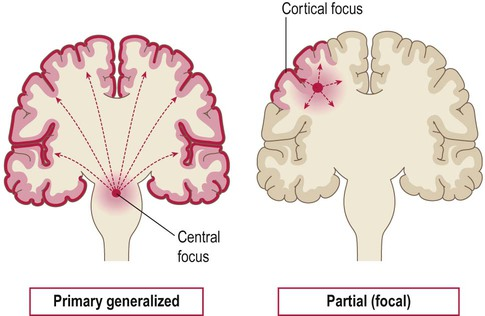 Cortical focus
Central
focus
Primary generalized
Partial (focal)